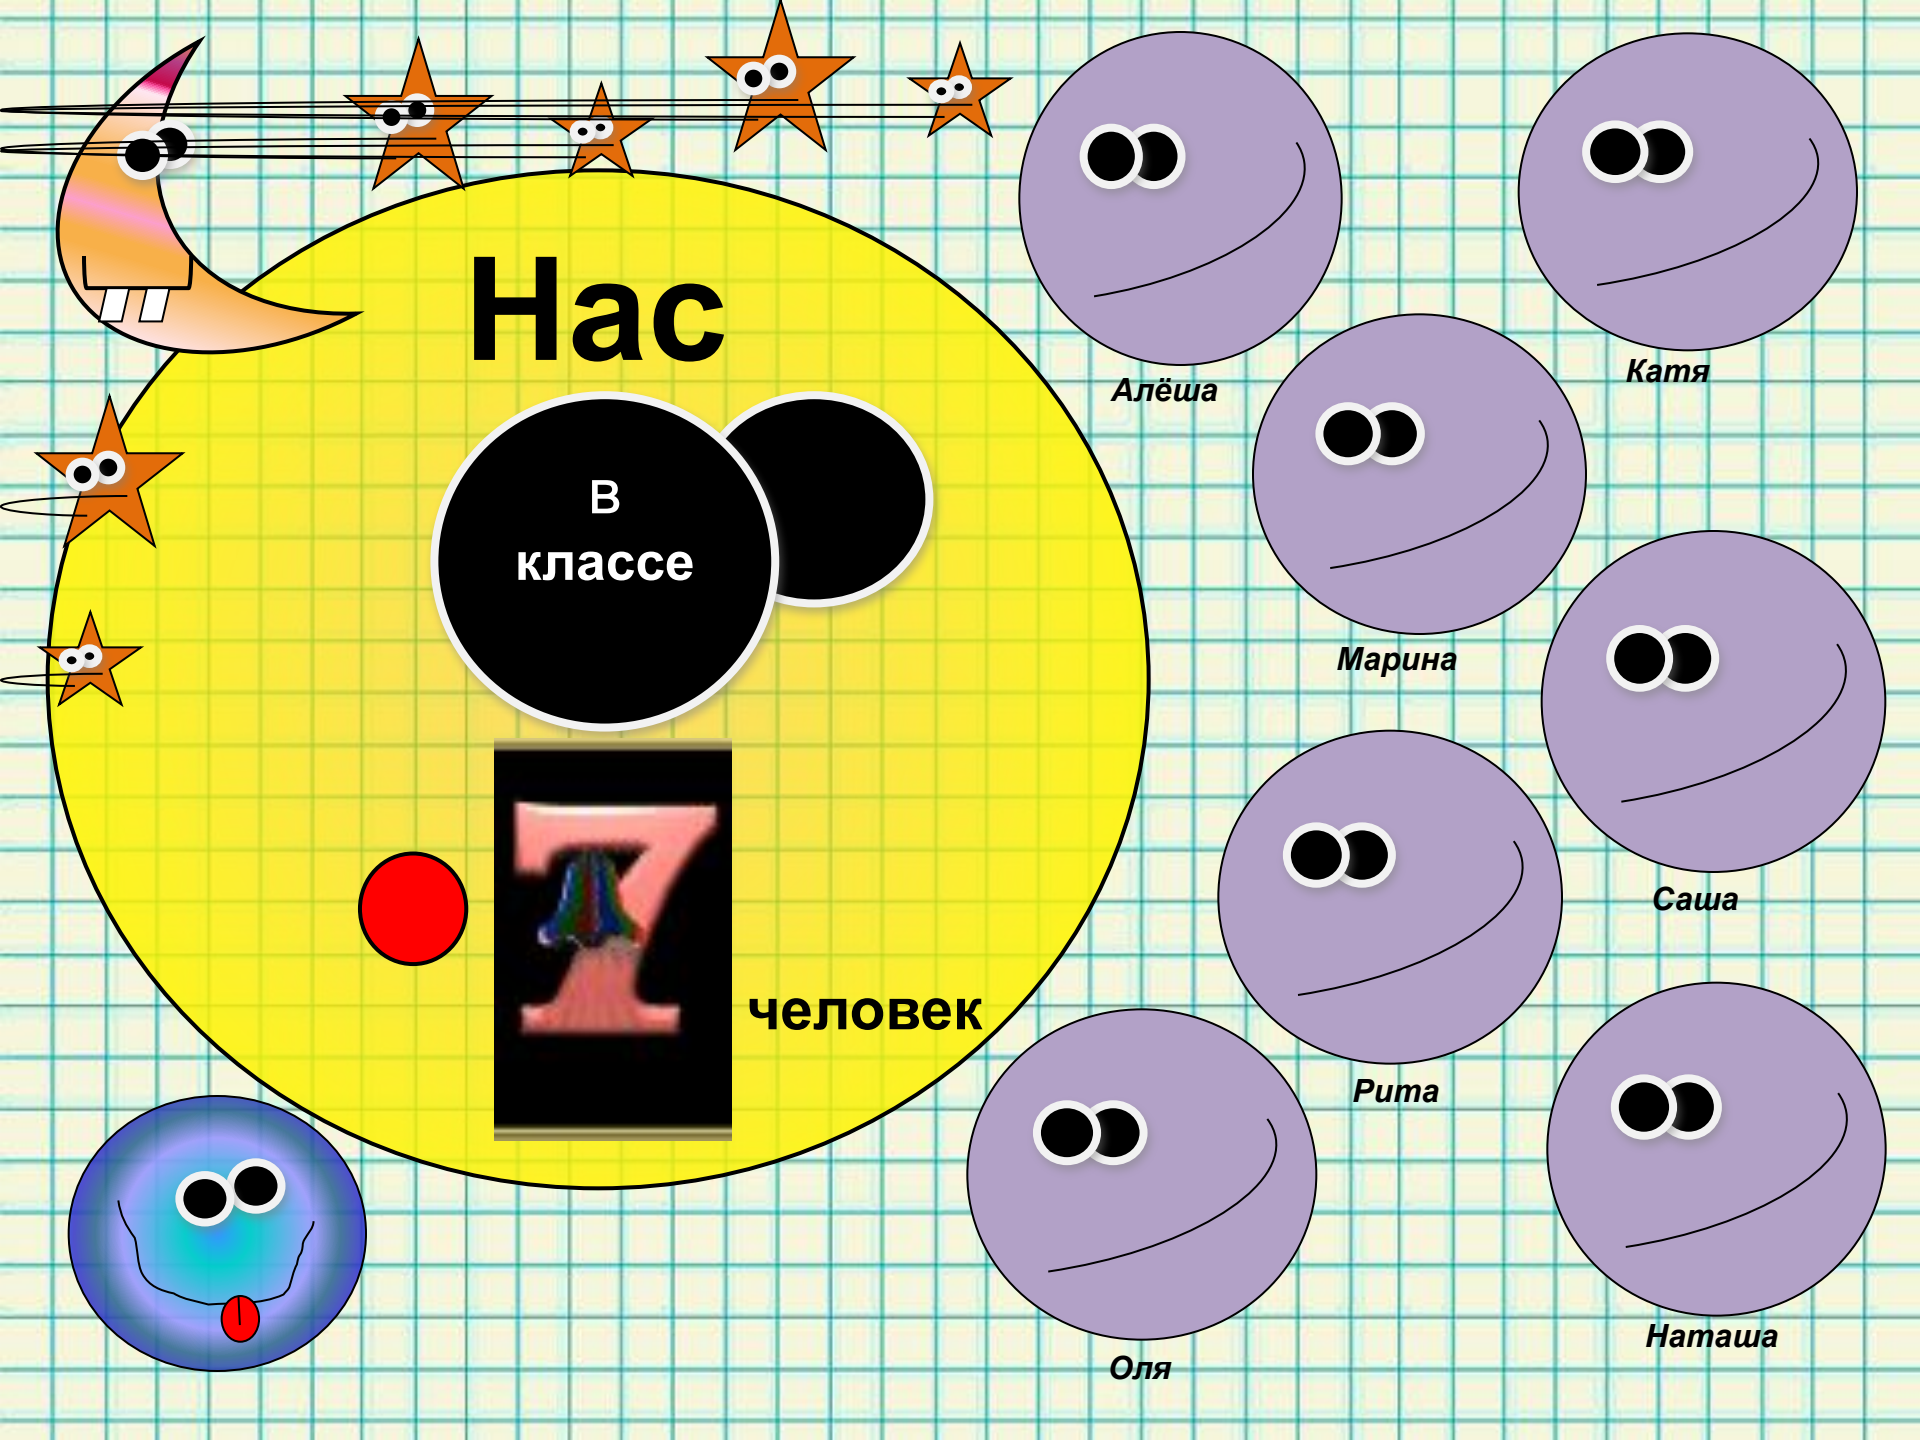 Нас
В
классе
7
человек
Алёша
Катя
Марина
Саша
Рита
Оля
Наташа